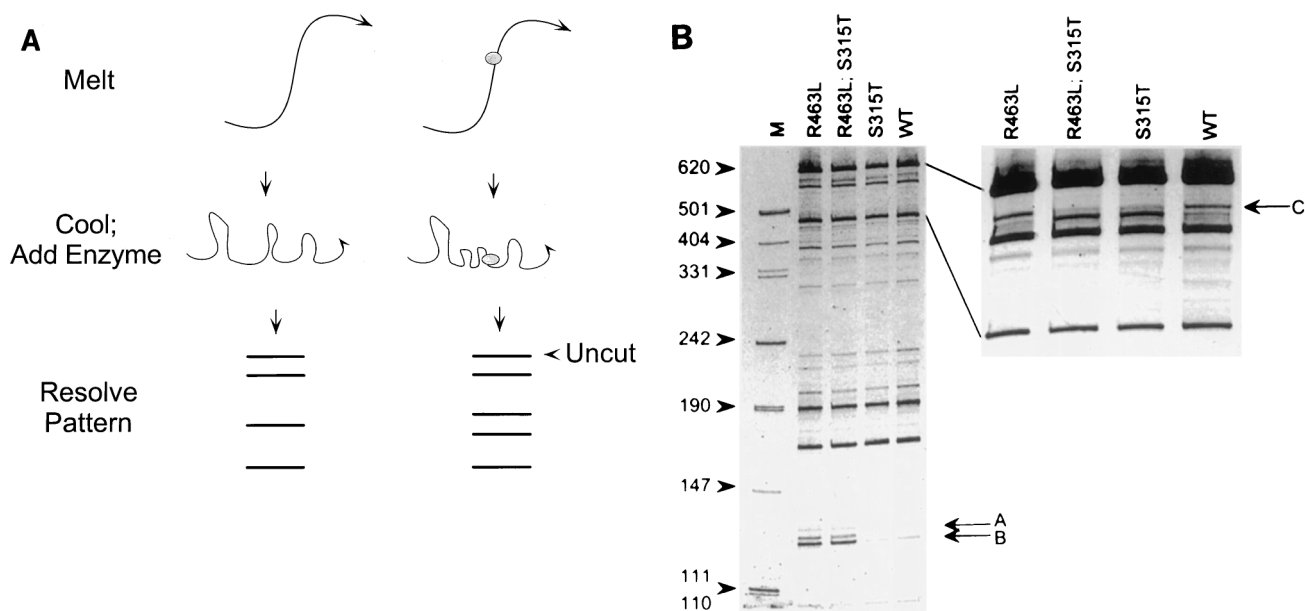 A
Melt
Cool;
Add Enzyme
Resolve
Pattern
Uncut
B
M
R463L
R463L; S315T
S315T
WT
620
501
404
331
242
190
147
111
110
A
B
R463L
R463L; S315T
S315T
WT
C